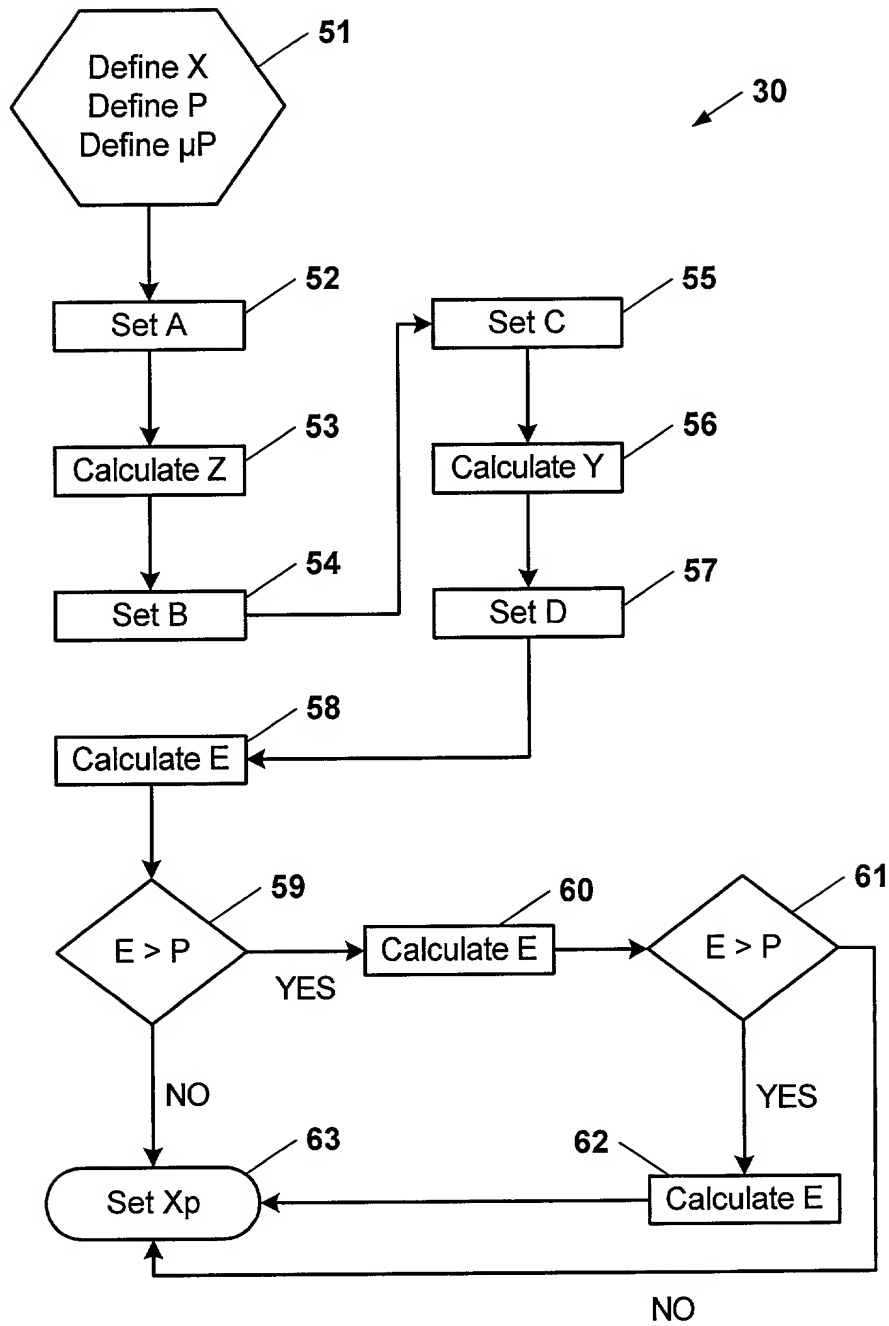 51
Define X
Define P
Define µP
30
52
Set A
53
Calculate Z
54
Set B
55
Set C
56
Calculate Y
57
Set D
58
Calculate E
59
E > P
YES
60
Calculate E
61
E > P
NO
YES
63
Set Xp
62
Calculate E
NO